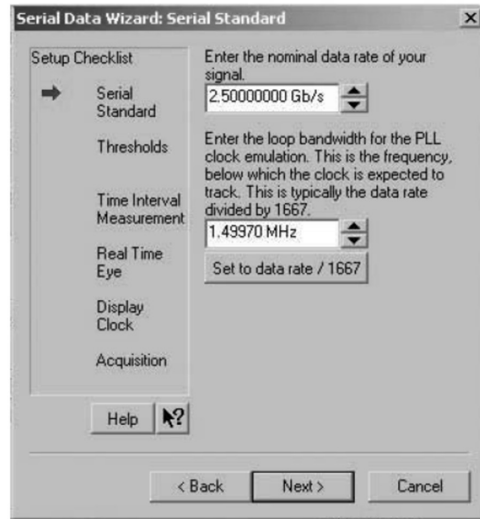 Serial Data Wizard: Serial Standard
Setup Checklist
Serial
Standard
Thresholds
Time Interval
Measurement
Real Time
Eye
Display
Clock
Acquisition
Help
Enter the nominal data rate of your
signal.
2.50000000 Gb/s
Enter the loop bandwidth for the PLL
clock emulation. This is the frequency,
below which the clock is expected to
track. This is typically the data rate
divided by 1667.
1.49970 MHz
Set to data rate / 1667
< Back
Next >
Cancel